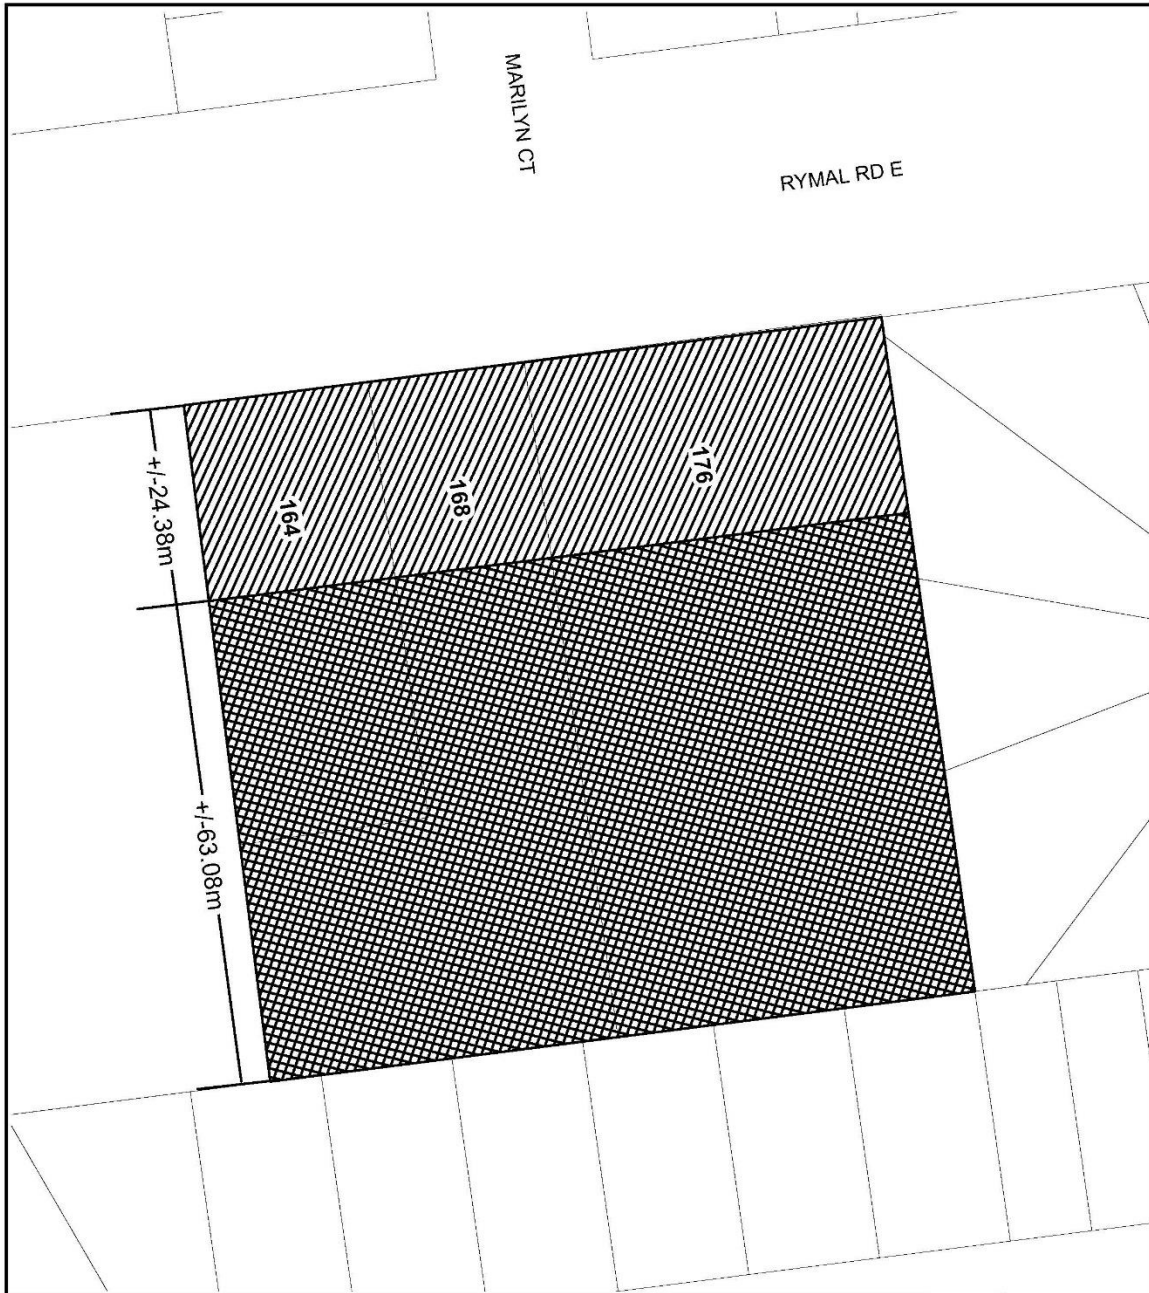 MARILYN CT
RYMAL RD E
176
168
164
+/-24.38m
+/-63.08m